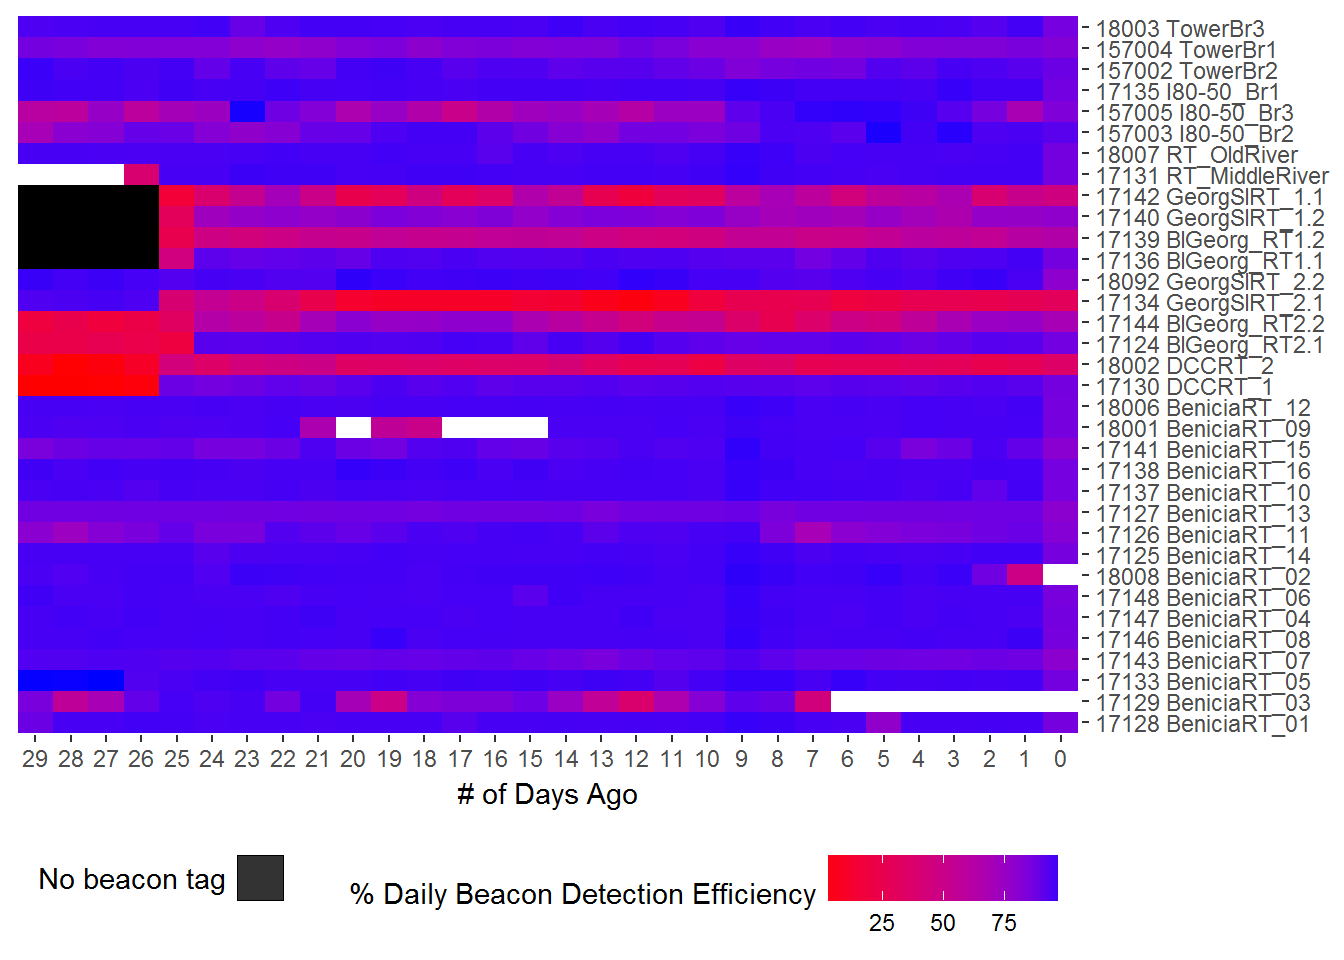 18003 TowerBr3
157004 TowerBr1
157002 TowerBr2
17135 I80-50_Br1
157005 I80-50_Br3
157003 I80-50_Br2
18007 RT_OldRiver
17131 RT_MiddleRiver
17142 GeorgSlRT_1.1
17140 GeorgSlRT_1.2
17139 BlGeorg_RT1.2
17136 BlGeorg_RT1.1
18092 GeorgSlRT_2.2
17134 GeorgSlRT_2.1
17144 BlGeorg_RT2.2
17124 BlGeorg_RT2.1
18002 DCCRT_2
17130 DCCRT_1
18006 BeniciaRT_12
18001 BeniciaRT_09
17141 BeniciaRT_15
17138 BeniciaRT_16
17137 BeniciaRT_10
17127 BeniciaRT_13
17126 BeniciaRT_11
17125 BeniciaRT_14
18008 BeniciaRT_02
17148 BeniciaRT_06
17147 BeniciaRT_04
17146 BeniciaRT_08
17143 BeniciaRT_07
17133 BeniciaRT_05
17129 BeniciaRT_03
17128 BeniciaRT_01
29 28 27 26 25 24 23 22 21 20 19 18 17 16 15 14 13 12 11 10 9 8 7 6 5 4 3 2 1 0
# of Days Ago
No beacon tag
% Daily Beacon Detection Efficiency
25 50 75